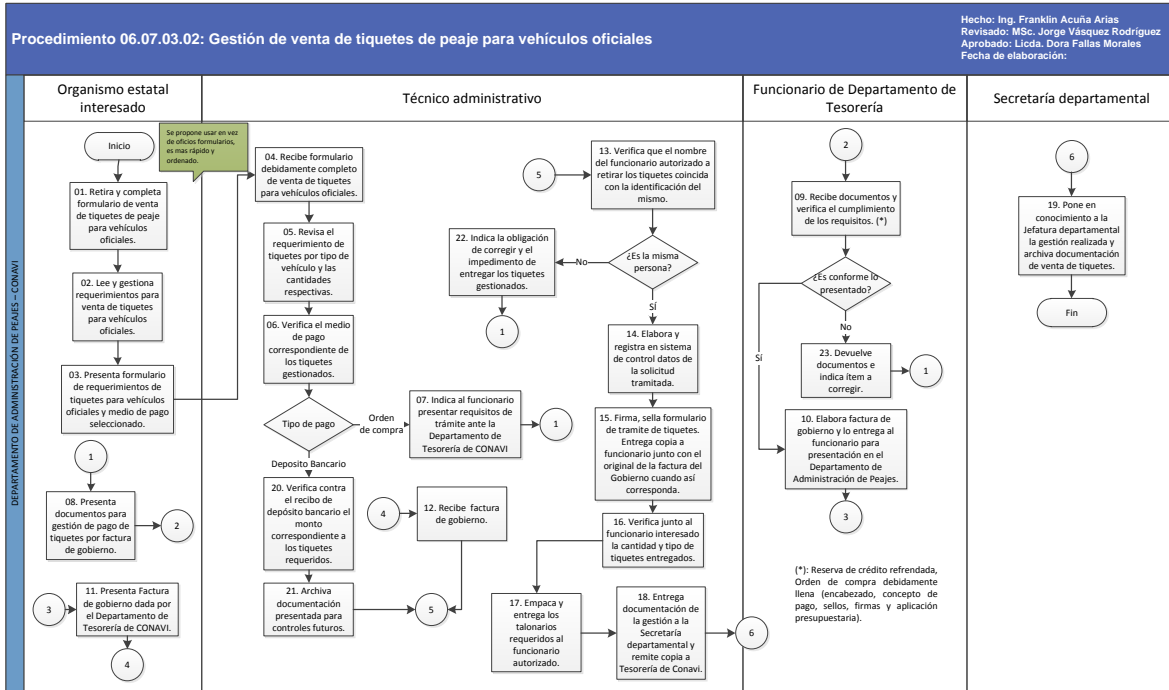 Procedimiento 06.07.03.02: Gestión de venta de tiquetes de peaje para vehículos oficiales
Hecho: Ing. Franklin Acuña Arias
Revisado: MSc. Jorge Vásquez Rodríguez
Aprobado: Licda. Dora Fallas Morales
Fecha de elaboración:
DEPARTAMENTO DE ADMINISTRACIÓN DE PEAJES – CONAVI
Organismo estatal
interesado
Inicio
Se propone usar en vez
de oficios formularios,
es mas rápido y
ordenado.
01. Retira y completa
formulario de venta
de tiquetes de peaje
para vehículos
oficiales.
02. Lee y gestiona
requerimientos para
venta de tiquetes
para vehículos
oficiales.
03. Presenta formulario
de requerimientos de
tiquetes para vehículos
oficiales y medio de pago
seleccionado.
1
08. Presenta
documentos para
gestión de pago de
tiquetes por factura
de gobierno.
2
3
11. Presenta Factura
de gobierno dada por
el Departamento de
Tesorería de CONAVI.
4
Técnico administrativo
04. Recibe formulario
debidamente completo
de venta de tiquetes
para vehículos oficiales.
05. Revisa el
requerimiento de
tiquetes por tipo de
vehículo y las
cantidades
respectivas.
06. Verifica el medio
de pago
correspondiente de
los tiquetes
gestionados.
Tipo de pago
Orden
de compra
07. Indica al funcionario
presentar requisitos de
trámite ante la
Departamento de
Tesorería de CONAVI
1
Deposito Bancario
20. Verifica contra
el recibo de
depósito bancario el
monto
correspondiente a
los tiquetes
requeridos.
21. Archiva
documentación
presentada para
controles futuros.
4
12. Recibe factura
de gobierno.
5
5
13. Verifica que el nombre
del funcionario autorizado a
retirar los tiquetes coincida
con la identificación del
mismo.
¿Es la misma
persona?
No
22. Indica la obligación
de corregir y el
impedimento de
entregar los tiquetes
gestionados.
1
SÍ
14. Elabora y
registra en sistema
de control datos de
la solicitud
tramitada.
15. Firma, sella formulario
de tramite de tiquetes.
Entrega copia a
funcionario junto con el
original de la factura del
Gobierno cuando así
corresponda.
16. Verifica junto al
funcionario interesado
la cantidad y tipo de
tiquetes entregados.
17. Empaca y
entrega los
talonarios
requeridos al
funcionario
autorizado.
18. Entrega
documentación de
la gestión a la
Secretaría
departamental y
remite copia a
Tesorería de Conavi.
6
Funcionario de Departamento de
Tesorería
2
09. Recibe documentos y
verifica el cumplimiento
de los requisitos. (*)
¿Es conforme lo
presentado?
No
Sí
23. Devuelve
documentos e
indica ítem a
corregir.
1
10. Elabora factura de
gobierno y lo entrega al
funcionario para
presentación en el
Departamento de
Administración de Peajes.
3
(*): Reserva de crédito refrendada,
Orden de compra debidamente
llena (encabezado, concepto de
pago, sellos, firmas y aplicación
presupuestaria).
Secretaría departamental
6
19. Pone en
conocimiento a la
Jefatura departamental
la gestión realizada y
archiva documentación
de venta de tiquetes.
Fin